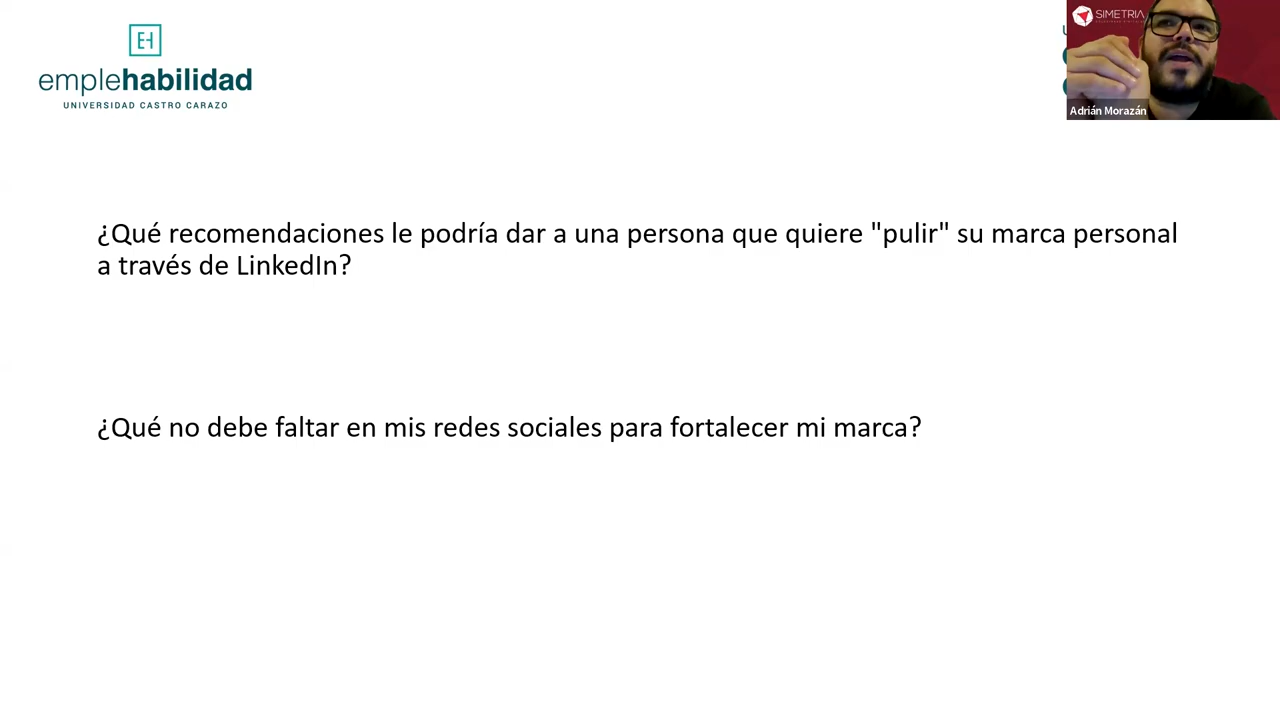 EH
emplehabilidad
UNIVERSIDAD CASTRO CARAZO
SIMETRIA
Adrián Morazán
¿Qué recomendaciones le podría dar a una persona que quiere "pulir" su marca personal
a través de LinkedIn?
¿Qué no debe faltar en mis redes sociales para fortalecer mi marca?